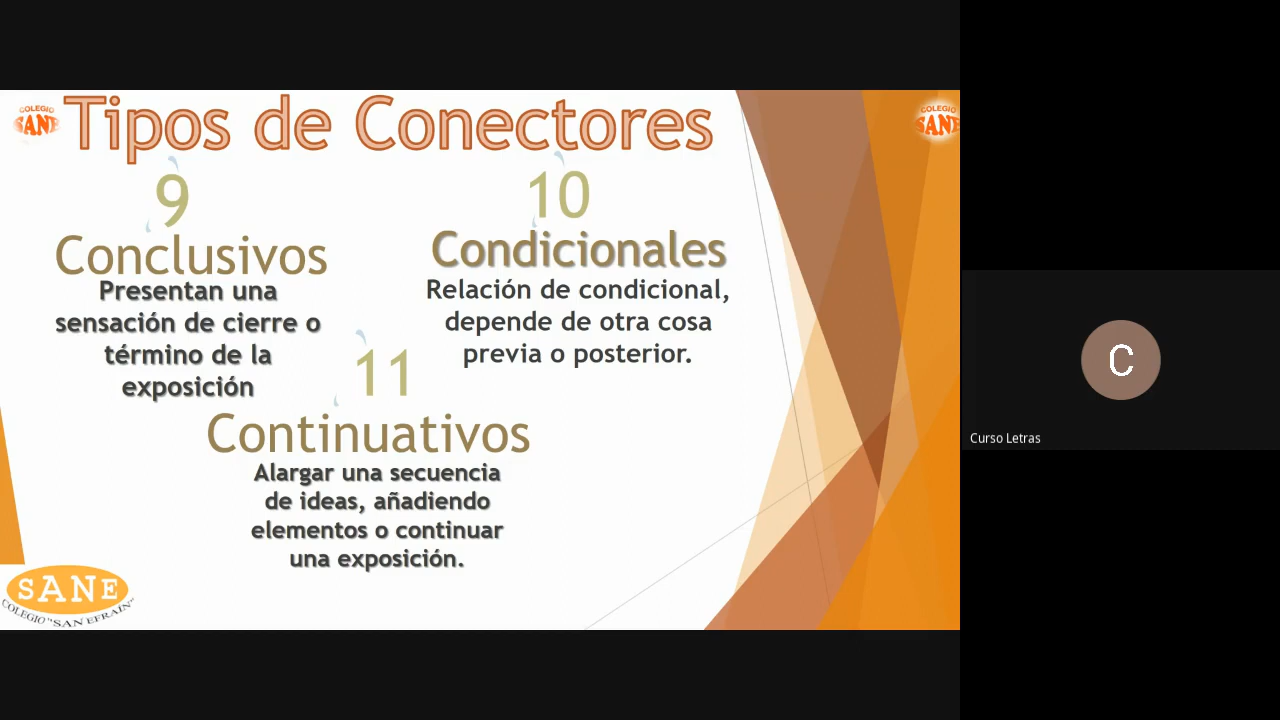 COLEGIO
SANE
Tipos de Conectores
COLEGIO
SANE
9
Conclusivos
Presentan una
sensación de cierre o
término de la
exposición
10
Condicionales
Relación de condicional,
depende de otra cosa
previa o posterior.
11
Continuativos
Alargar una secuencia
de ideas, añadiendo
elementos o continuar
una exposición.
SANE
COLEGIO "SAN EFRAIN"
C
Curso Letras